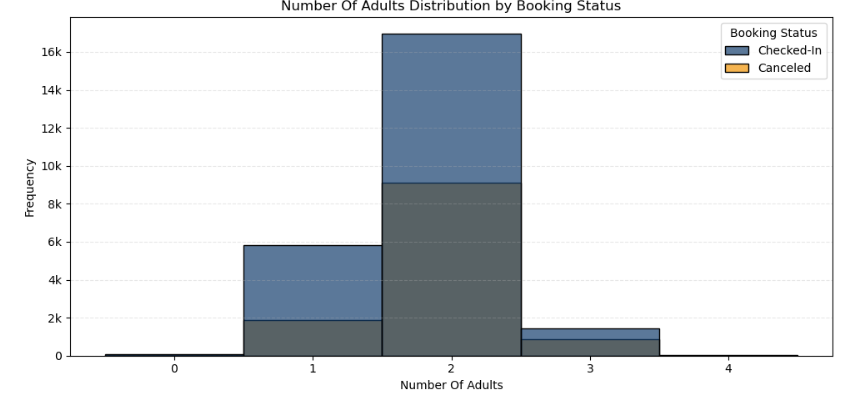 Number Of Adults Distribution by Booking Status
Booking Status
Checked-In
Canceled
16k
14k
12k
10k
8k
6k
4k
2k
0
Frequency
0 1 2 3 4
Number Of Adults